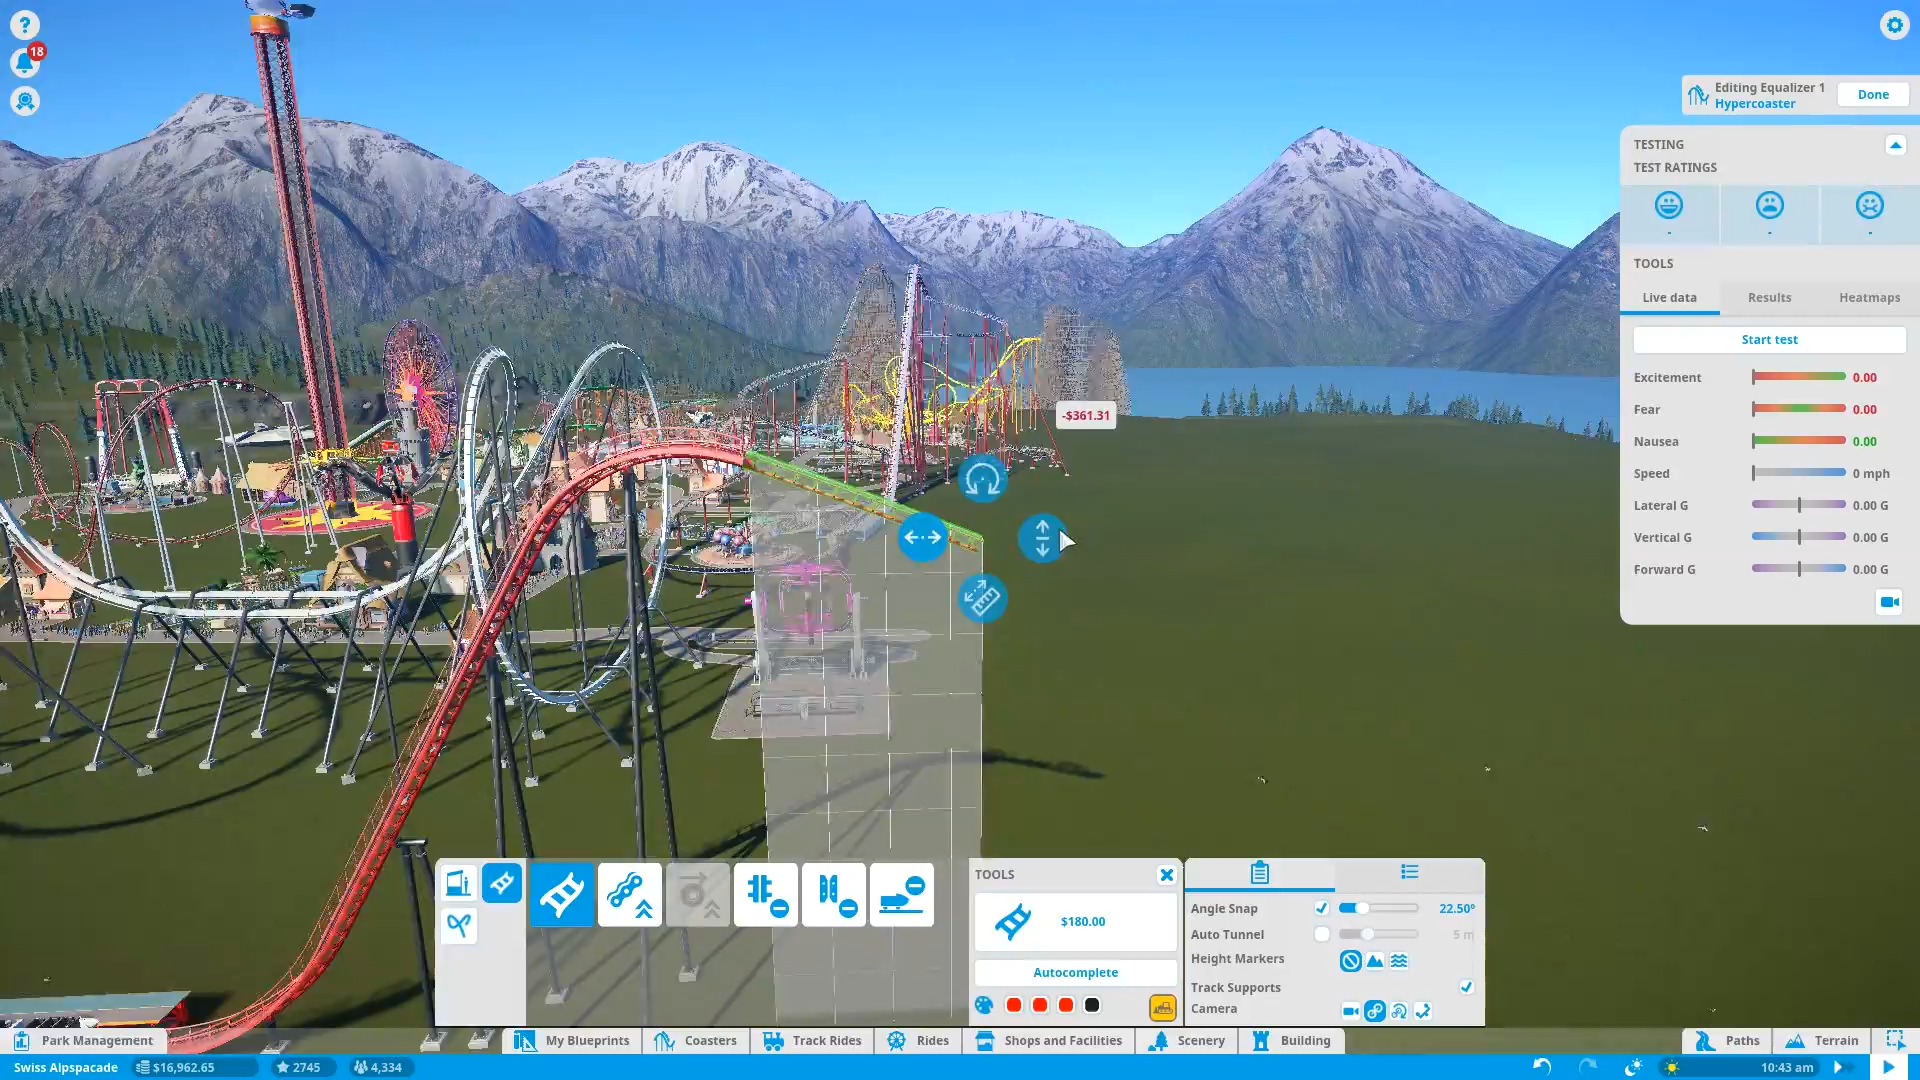 ?
18
Editing Equalizer 1
Hypercoaster
Done
TESTING
TEST RATINGS
-
-
-
TOOLS
Live data
Results
Heatmaps
Start test
Excitement
0.00
Fear
0.00
Nausea
0.00
Speed
0 mph
Lateral G
0.00 G
Vertical G
0.00 G
Forward G
0.00 G
-$361.31
TOOLS
$180.00
Autocomplete
Angle Snap
22.50°
Auto Tunnel
5 m
Height Markers
Track Supports
Camera
Park Management
My Blueprints
Coasters
Track Rides
Rides
Shops and Facilities
Scenery
Building
Paths
Terrain
Swiss Alpspacade
$16,962.65
2745
4,334
10:43 am